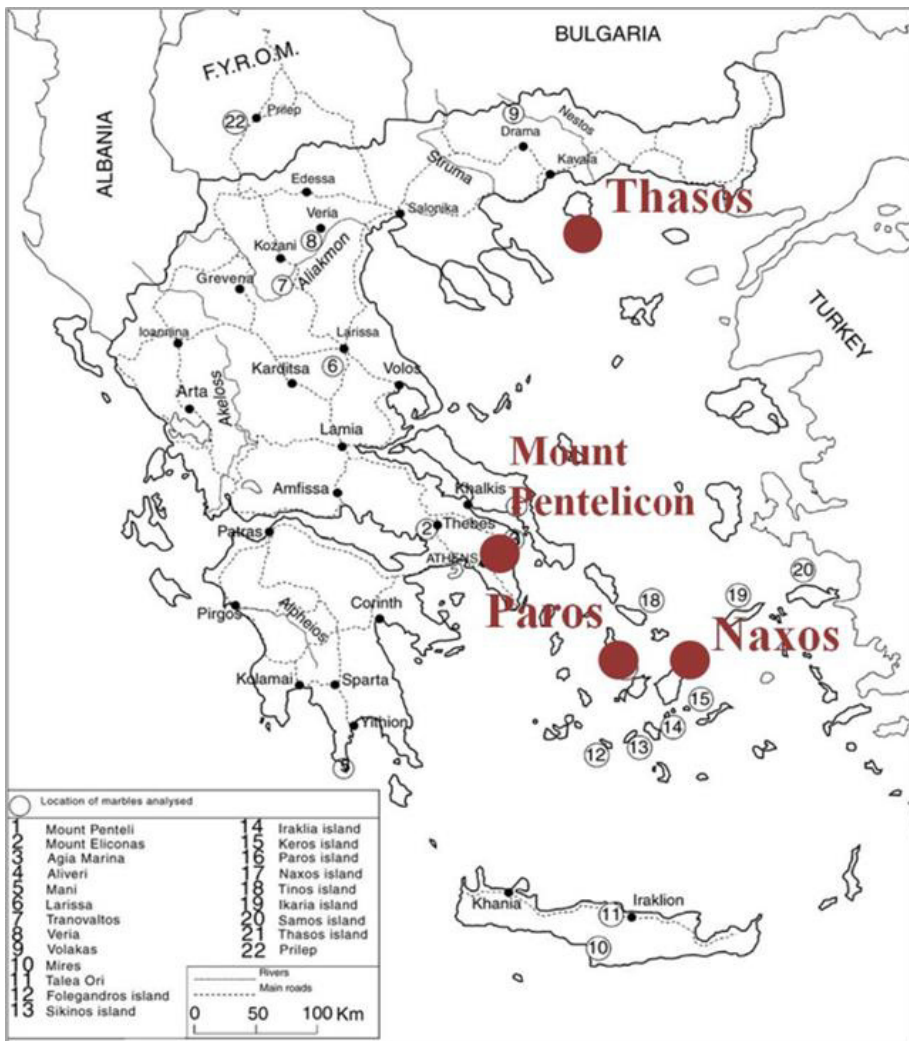 BULGARIA
F.Y.R.O.M.
22
Prilep
9
Drama
Nestos
ALBANIA
Kavala
Struma
Edessa
Thasos
Veria
Salonika
8
Kozani
Aliakmon
7
Grevena
TURKEY
Ioannina
Larissa
6
Karditsa
Volos
Arta
Akeloss
Lamia
Mount
Pentelicon
Amfissa
Khalkis
2
Thebes
Patras
ATHENS
20
Pirgos
Alpheios
Corinth
Paros
18
19
Naxos
Kolamai
Sparta
15
Yithion
14
13
12
5
Location of marbles analysed
1 Mount Penteli
2 Mount Eliconas
3 Agia Marina
4 Aliveri
5 Mani
6 Larissa
7 Tranovaltos
8 Veria
9 Volakas
10 Mires
11 Talea Ori
12 Folegandros island
13 Sikinos island
14 Iraklia island
15 Keros island
16 Paros island
17 Naxos island
18 Tinos island
19 Ikaria island
20 Samos island
21 Thasos island
22 Prilep
Rivers
Main roads
0 50 100 Km
Khania
Iraklion
11
10